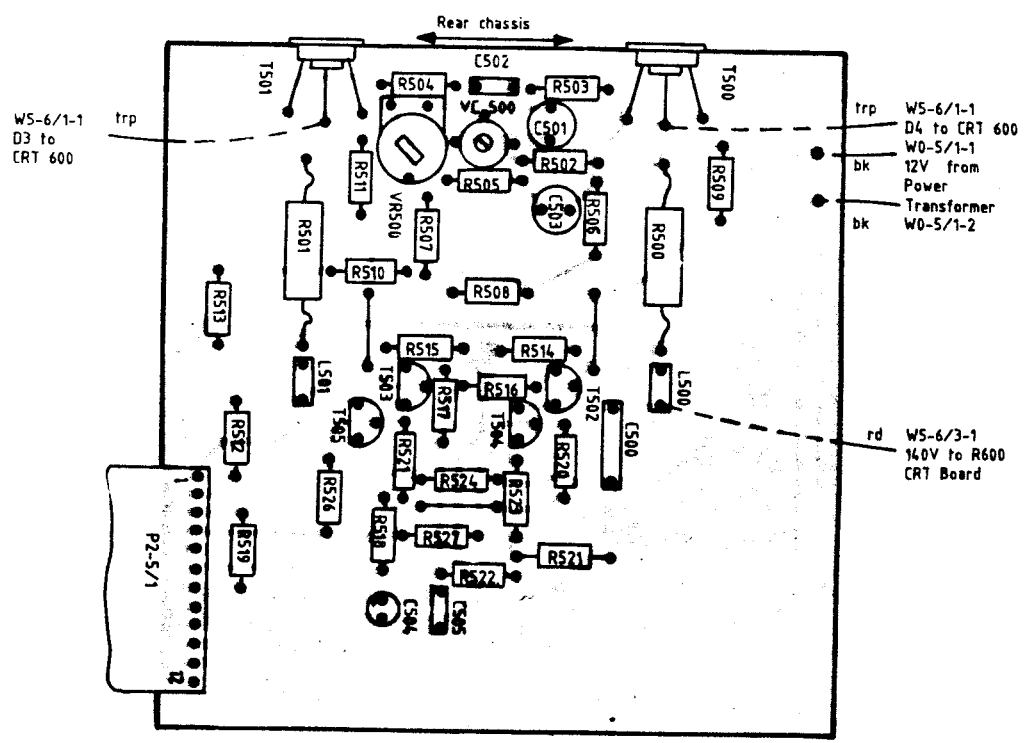 Rear chassis
T501
R504
C502
R503
T500
VC 500
C501
W5-6/1-1
D3 to
CRT 600
trp
trp
W5-6/1-1
D4 to CRT 600
bk
W0-5/1-1
12V from
Power
Transformer
bk
W0-5/1-2
R511
VR500
R505
R502
R509
R501
R507
C503
R506
R500
R510
R508
R513
R515
R514
L501
T503
R517
R516
T502
L500
T505
T504
C500
R512
R521
R520
rd
W5-6/3-1
140V to R600
CRT Board
R526
R524
R523
1
P2-5/1
12
R519
R518
R527
R521
R522
C504
C505